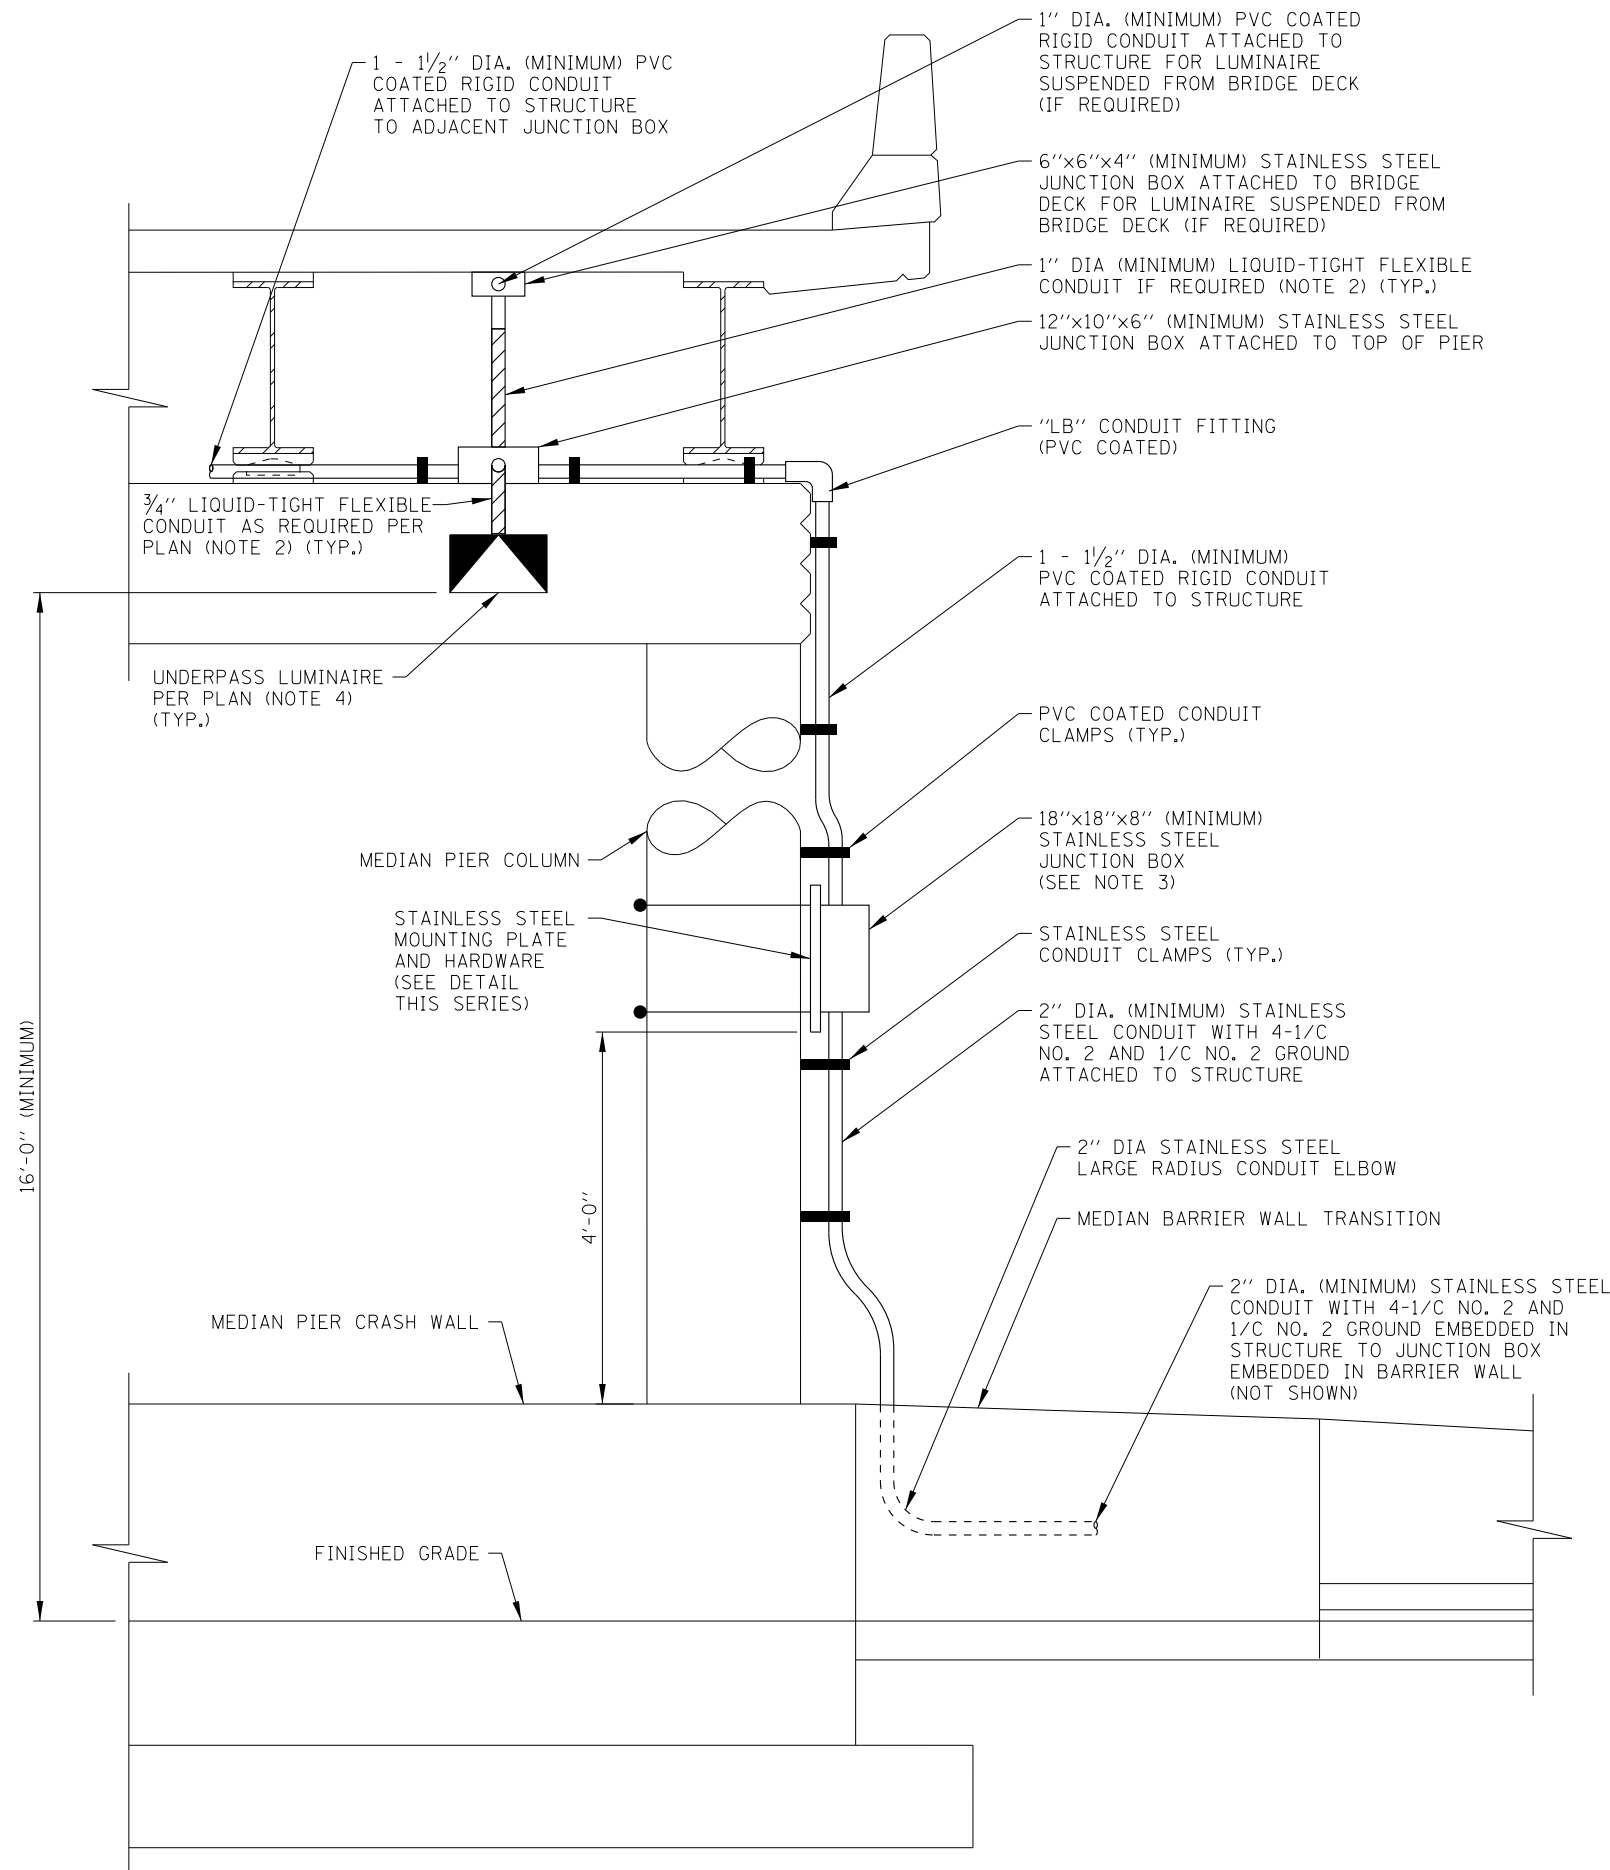 1 - 1 1/2'' DIA. (MINIMUM) PVC
COATED RIGID CONDUIT
ATTACHED TO STRUCTURE
TO ADJACENT JUNCTION BOX
1'' DIA. (MINIMUM) PVC COATED
RIGID CONDUIT ATTACHED TO
STRUCTURE FOR LUMINAIRE
SUSPENDED FROM BRIDGE DECK
(IF REQUIRED)
6''x6''x4'' (MINIMUM) STAINLESS STEEL
JUNCTION BOX ATTACHED TO BRIDGE
DECK FOR LUMINAIRE SUSPENDED FROM
BRIDGE DECK (IF REQUIRED)
1'' DIA (MINIMUM) LIQUID-TIGHT FLEXIBLE
CONDUIT IF REQUIRED (NOTE 2) (TYP.)
12''x10''x6'' (MINIMUM) STAINLESS STEEL
JUNCTION BOX ATTACHED TO TOP OF PIER
''LB'' CONDUIT FITTING
(PVC COATED)
3/4'' LIQUID-TIGHT FLEXIBLE
CONDUIT AS REQUIRED PER
PLAN (NOTE 2) (TYP.)
1 - 1 1/2'' DIA. (MINIMUM)
PVC COATED RIGID CONDUIT
ATTACHED TO STRUCTURE
UNDERPASS LUMINAIRE
PER PLAN (NOTE 4)
(TYP.)
PVC COATED CONDUIT
CLAMPS (TYP.)
18''x18''x8'' (MINIMUM)
STAINLESS STEEL
JUNCTION BOX
(SEE NOTE 3)
MEDIAN PIER COLUMN
STAINLESS STEEL
MOUNTING PLATE
AND HARDWARE
(SEE DETAIL
THIS SERIES)
STAINLESS STEEL
CONDUIT CLAMPS (TYP.)
2'' DIA. (MINIMUM) STAINLESS
STEEL CONDUIT WITH 4-1/C
NO. 2 AND 1/C NO. 2 GROUND
ATTACHED TO STRUCTURE
16'-0'' (MINIMUM)
4'-0''
2'' DIA STAINLESS STEEL
LARGE RADIUS CONDUIT ELBOW
MEDIAN BARRIER WALL TRANSITION
2'' DIA. (MINIMUM) STAINLESS STEEL
CONDUIT WITH 4-1/C NO. 2 AND
1/C NO. 2 GROUND EMBEDDED IN
STRUCTURE TO JUNCTION BOX
EMBEDDED IN BARRIER WALL
(NOT SHOWN)
MEDIAN PIER CRASH WALL
FINISHED GRADE